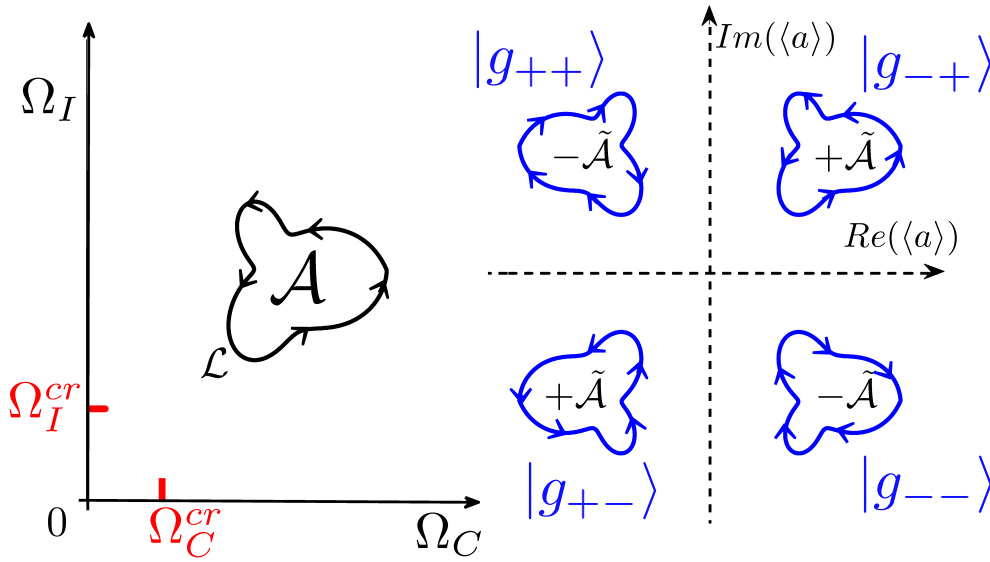 Ω_I
𝒜
ℒ
Ω_I^{cr}
0
Ω_C^{cr}
Ω_C
Im(⟨a⟩)
|g_{++}⟩
|g_{-+}⟩
−𝒜̃
+𝒜̃
Re(⟨a⟩)
+𝒜̃
−𝒜̃
|g_{+-}⟩
|g_{--}⟩